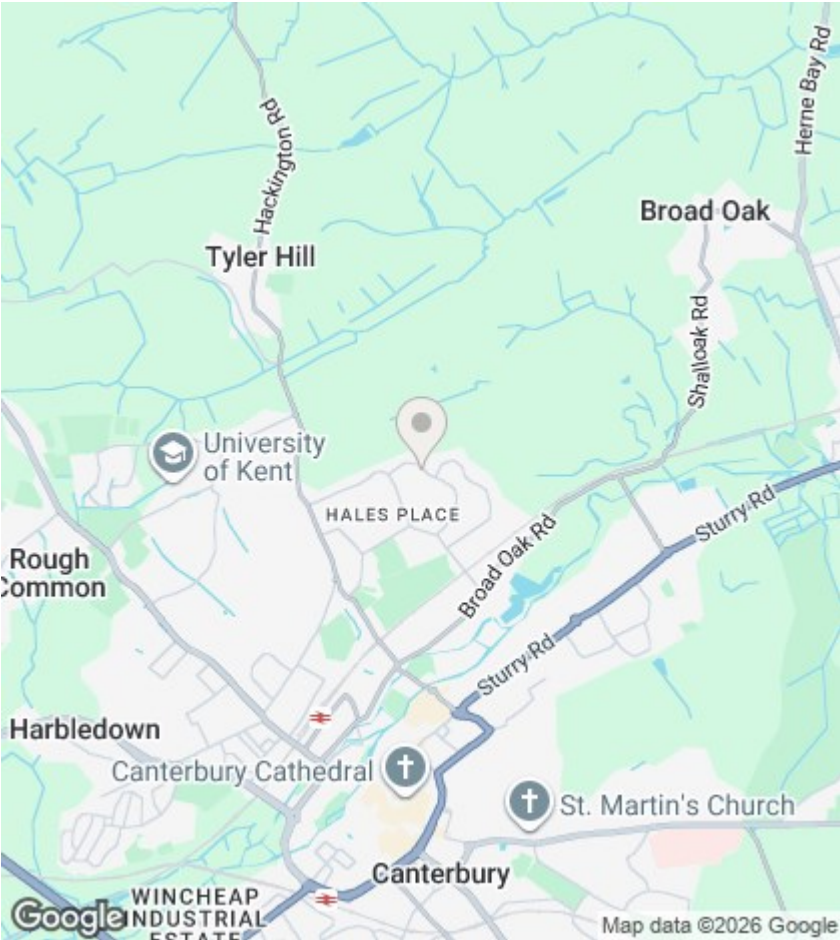 Herne Bay Rd
Hackington Rd
Broad Oak
Tyler Hill
Shalloak Rd
University
of Kent
HALES PLACE
Sturry Rd
Broad Oak Rd
Rough
Common
Sturry Rd
Harbledown
Canterbury Cathedral
St. Martin's Church
Canterbury
WINCHEAP
INDUSTRIAL
ESTATE
Google
Map data ©2026 Google